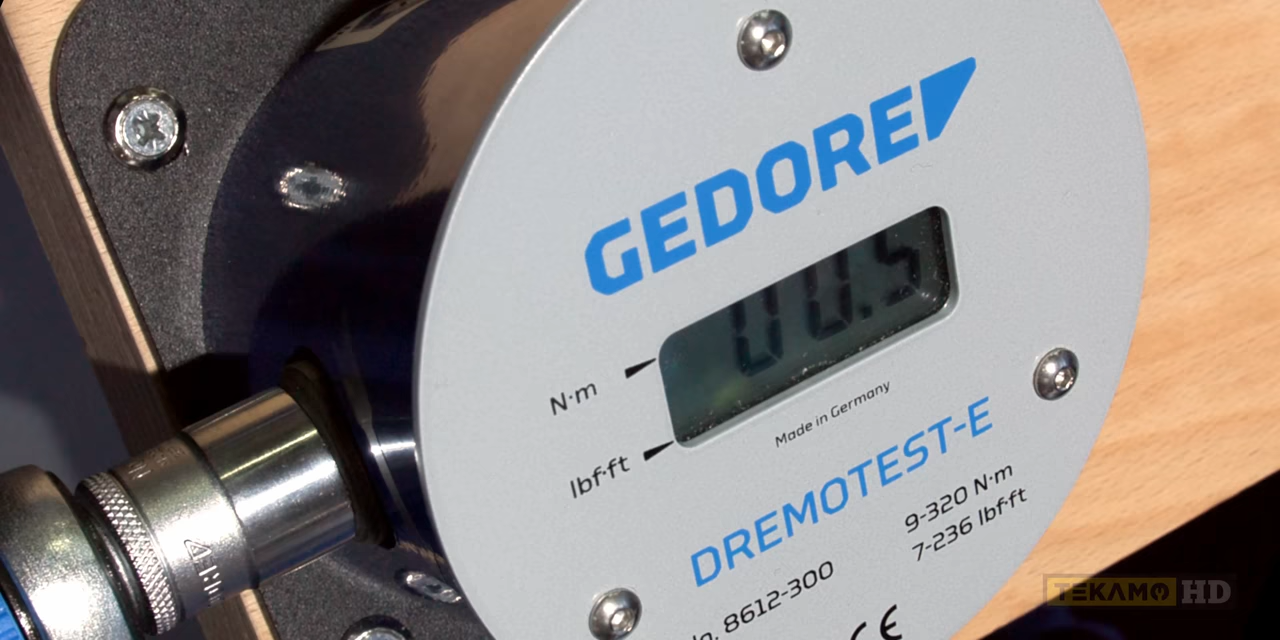 GEDORE
00.5
N·m
lbf·ft
Made in Germany
DREMOTEST-E
9-320 N·m
7-236 lbf·ft
8612-300
CE
TEKAMO HD